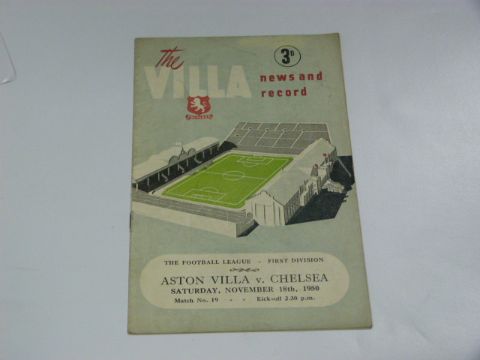 The
VILLA
3D
news and
record
THE FOOTBALL LEAGUE - FIRST DIVISION
ASTON VILLA v. CHELSEA
SATURDAY, NOVEMBER 18th, 1950
Match No. 19 - - Kick-off 2.30 p.m.